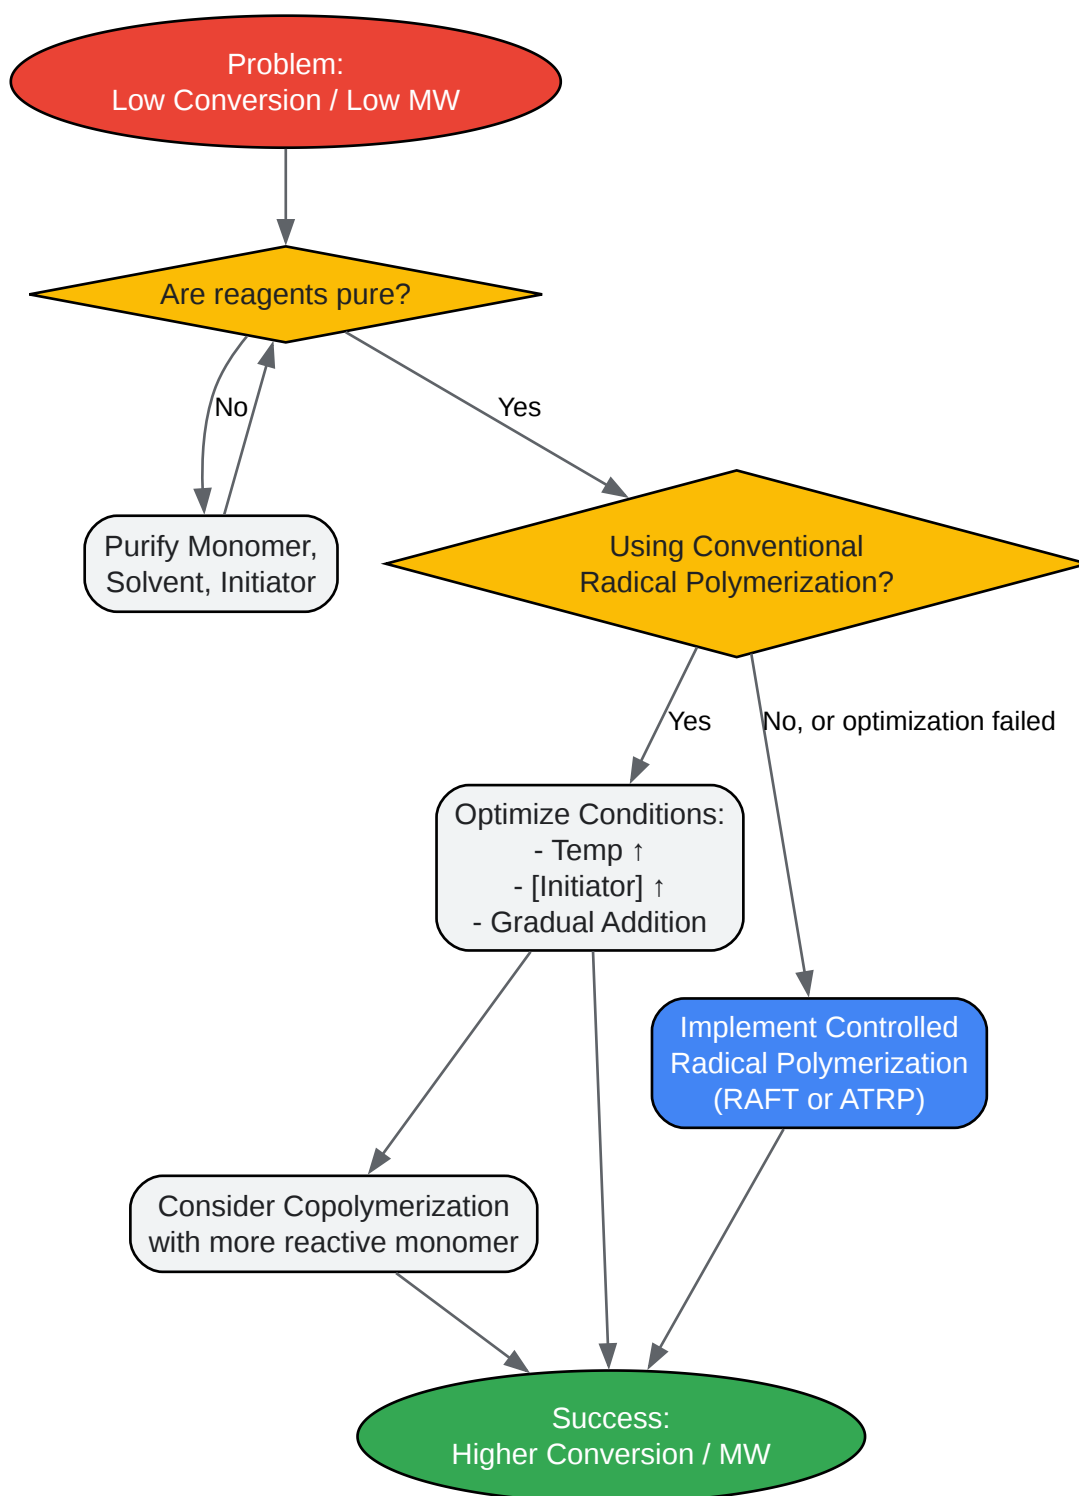 Problem:
Low Conversion / Low MW
Are reagents pure?
No
Yes
Purify Monomer,
Solvent, Initiator
Using Conventional
Radical Polymerization?
Yes
No, or optimization failed
Optimize Conditions:
- Temp ↑
- [Initiator] ↑
- Gradual Addition
Implement Controlled
Radical Polymerization
(RAFT or ATRP)
Consider Copolymerization
with more reactive monomer
Success:
Higher Conversion / MW